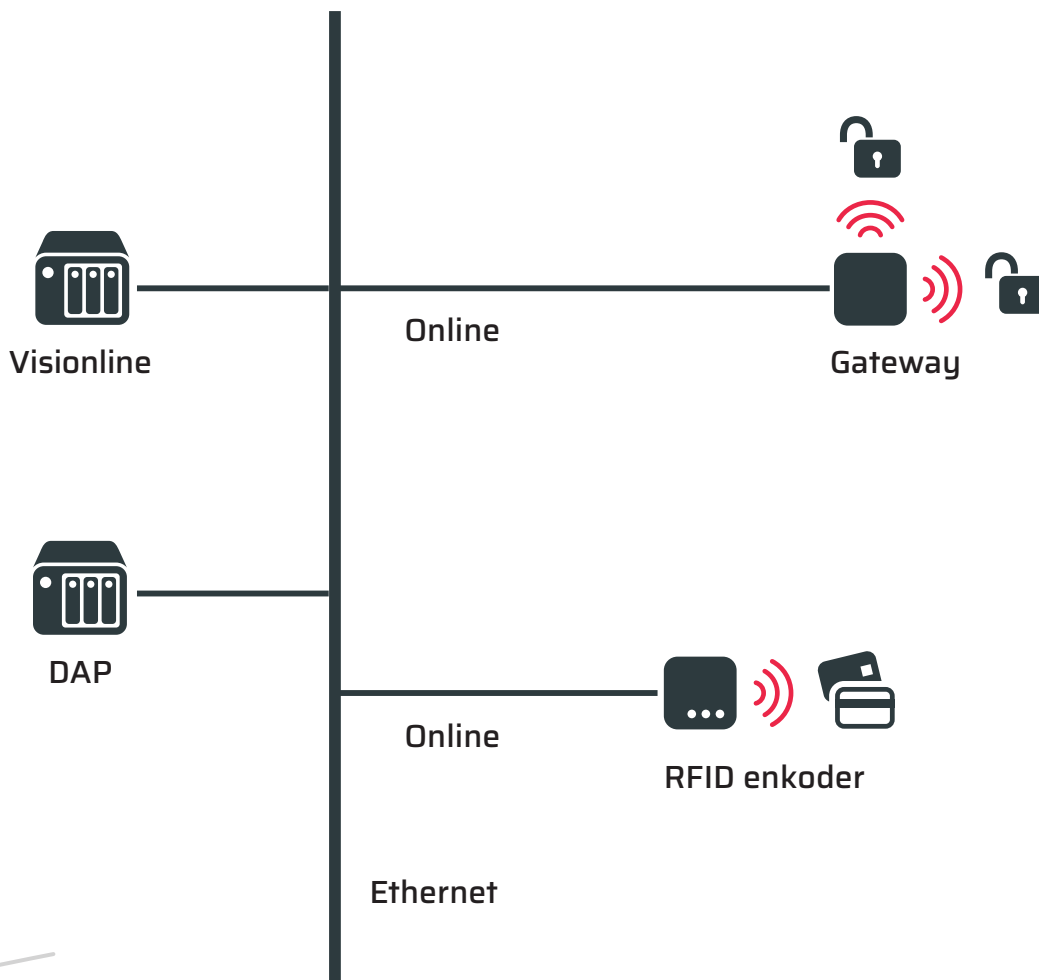 Online
Visionline
Gateway
DAP
Online
RFID enkoder
Ethernet